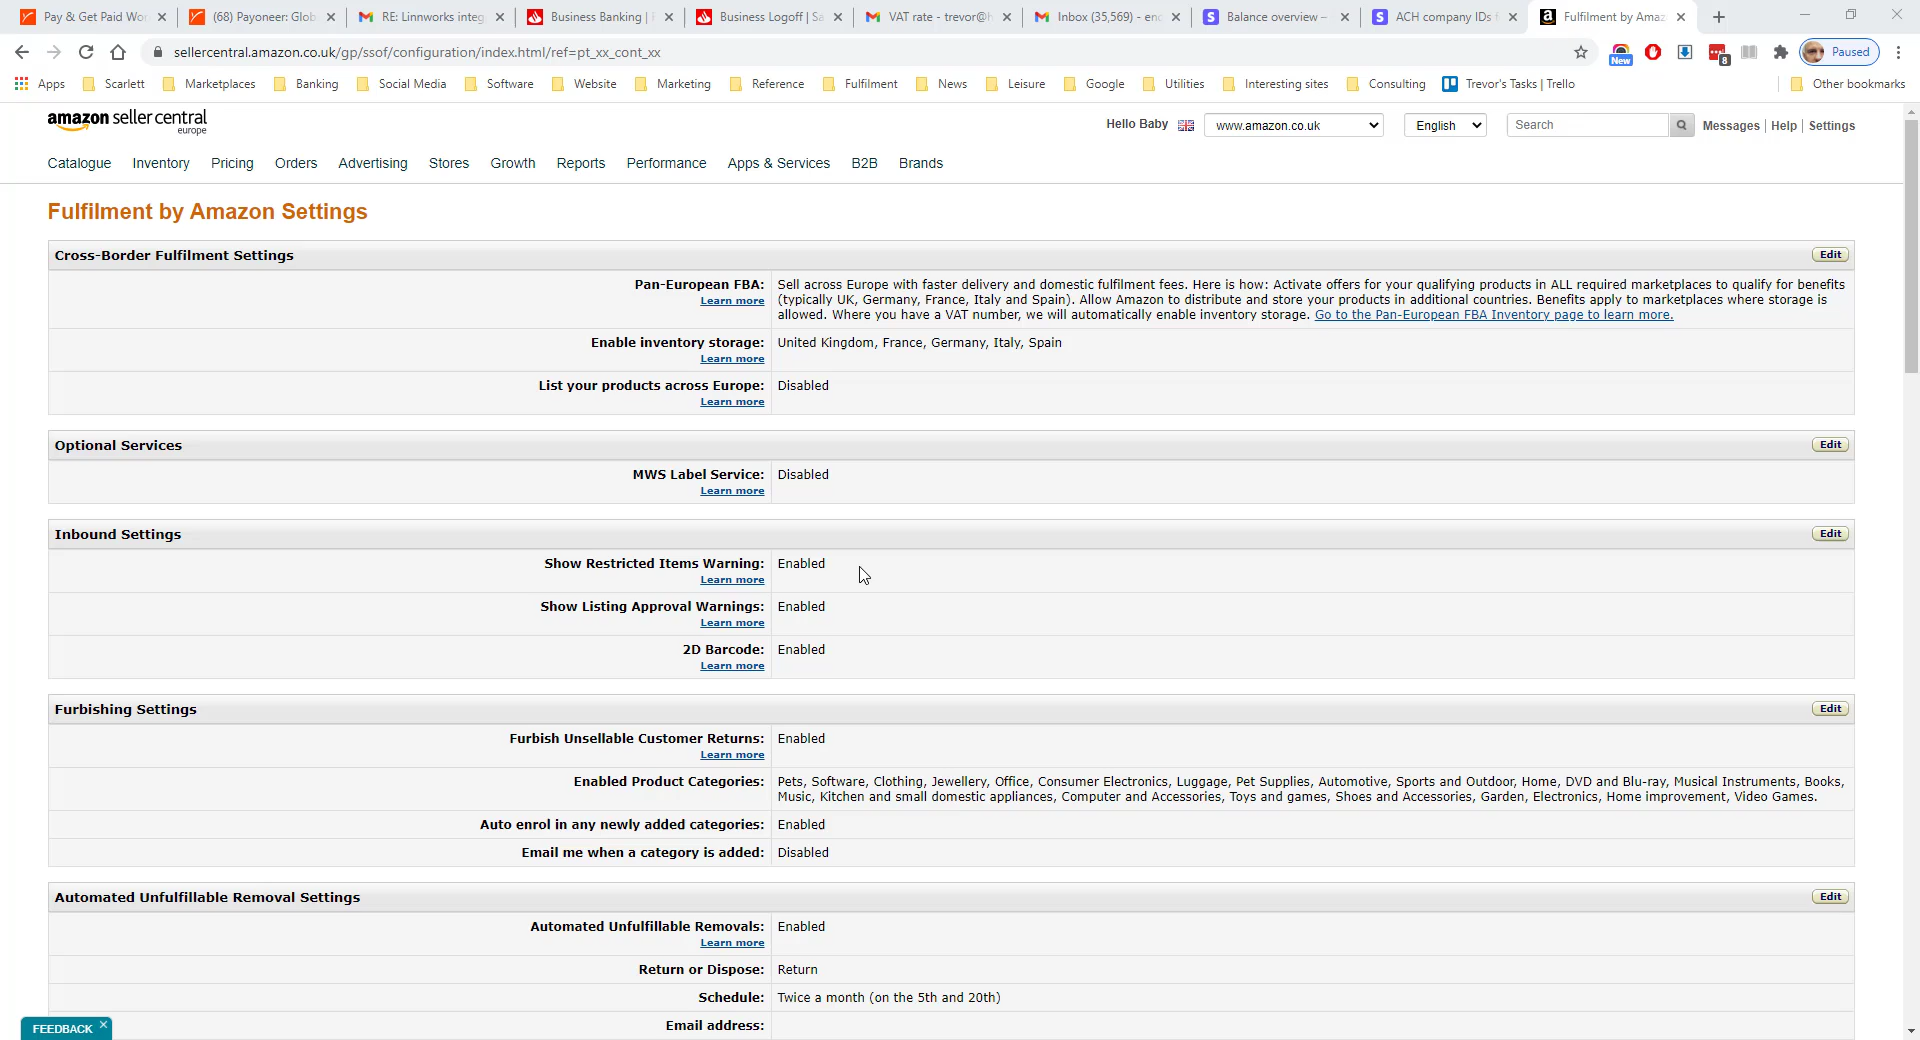 Pay & Get Paid Wo
(68) Payoneer: Glob
RE: Linnworks integ
Business Banking |
Business Logoff | Sa
VAT rate - trevor@h
Inbox (35,569) - enc
Balance overview –
ACH company IDs f
Fulfilment by Amaz
sellercentral.amazon.co.uk/gp/ssof/configuration/index.html/ref=pt_xx_cont_xx
New
8
Paused
Apps
Scarlett
Marketplaces
Banking
Social Media
Software
Website
Marketing
Reference
Fulfilment
News
Leisure
Google
Utilities
Interesting sites
Consulting
Trevor's Tasks | Trello
Other bookmarks
amazon seller central
europe
Hello Baby
www.amazon.co.uk
English
Search
Messages | Help | Settings
Catalogue
Inventory
Pricing
Orders
Advertising
Stores
Growth
Reports
Performance
Apps & Services
B2B
Brands
Fulfilment by Amazon Settings
Cross-Border Fulfilment Settings
Edit
Pan-European FBA:
Learn more
Sell across Europe with faster delivery and domestic fulfilment fees. Here is how: Activate offers for your qualifying products in ALL required marketplaces to qualify for benefits
(typically UK, Germany, France, Italy and Spain). Allow Amazon to distribute and store your products in additional countries. Benefits apply to marketplaces where storage is
allowed. Where you have a VAT number, we will automatically enable inventory storage. Go to the Pan-European FBA Inventory page to learn more.
Enable inventory storage:
Learn more
United Kingdom, France, Germany, Italy, Spain
List your products across Europe:
Learn more
Disabled
Optional Services
Edit
MWS Label Service:
Learn more
Disabled
Inbound Settings
Edit
Show Restricted Items Warning:
Learn more
Enabled
Show Listing Approval Warnings:
Learn more
Enabled
2D Barcode:
Learn more
Enabled
Furbishing Settings
Edit
Furbish Unsellable Customer Returns:
Learn more
Enabled
Enabled Product Categories:
Pets, Software, Clothing, Jewellery, Office, Consumer Electronics, Luggage, Pet Supplies, Automotive, Sports and Outdoor, Home, DVD and Blu-ray, Musical Instruments, Books,
Music, Kitchen and small domestic appliances, Computer and Accessories, Toys and games, Shoes and Accessories, Garden, Electronics, Home improvement, Video Games.
Auto enrol in any newly added categories:
Enabled
Email me when a category is added:
Disabled
Automated Unfulfillable Removal Settings
Edit
Automated Unfulfillable Removals:
Learn more
Enabled
Return or Dispose:
Return
Schedule:
Twice a month (on the 5th and 20th)
Email address:
FEEDBACK